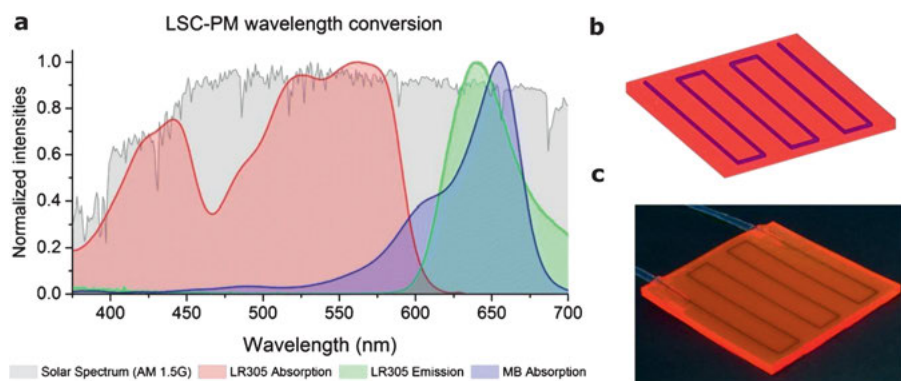 a
LSC-PM wavelength conversion
b
Normalized intensities
1.0
0.8
0.6
0.4
0.2
0.0
400
450
500
550
600
650
700
Wavelength (nm)
Solar Spectrum (AM 1.5G)
LR305 Absorption
LR305 Emission
MB Absorption
c